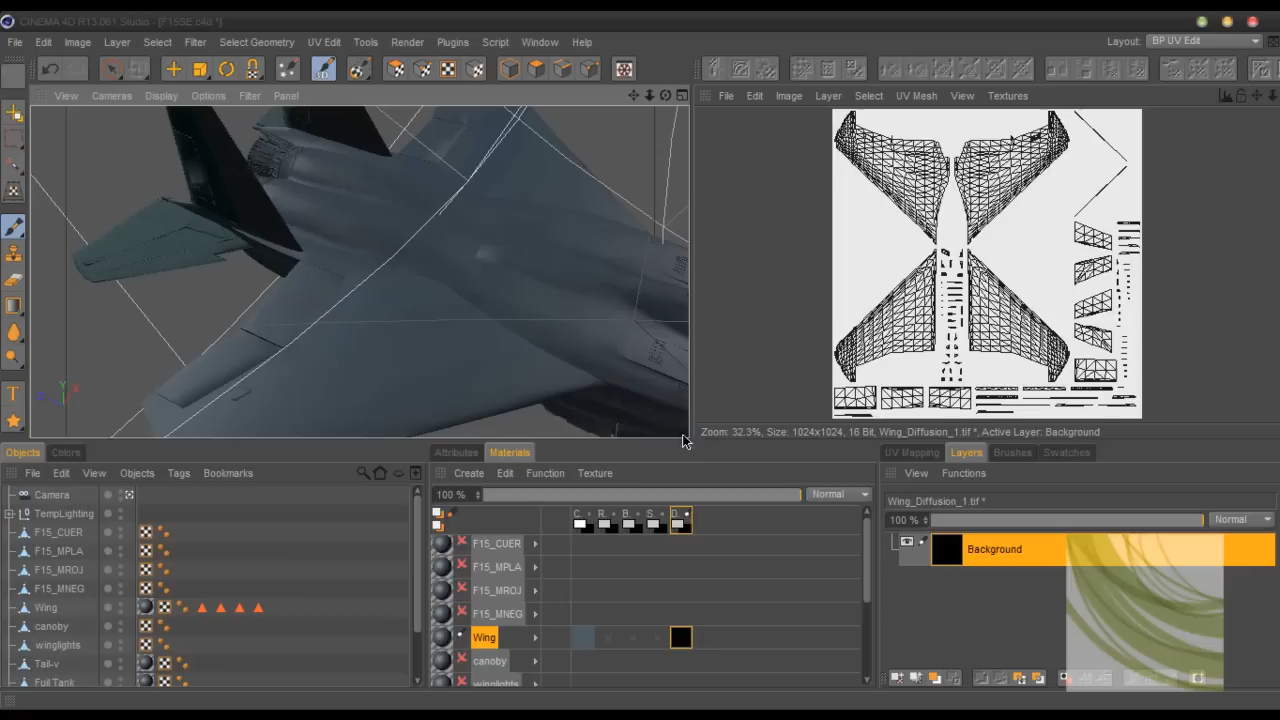 CINEMA 4D R13.061 Studio - [F15SE.c4d *]
File Edit Image Layer Select Filter Select Geometry UV Edit Tools Render Plugins Script Window Help
Layout: BP UV Edit
View Cameras Display Options Filter Panel
File Edit Image Layer Select UV Mesh View Textures
Zoom: 32.3%, Size: 1024x1024, 16 Bit, Wing_Diffusion_1.tif *, Active Layer: Background
Objects Colors
File Edit View Objects Tags Bookmarks
Camera
TempLighting
F15_CUER
F15_MPLA
F15_MROJ
F15_MNEG
Wing
canoby
winglights
Tail-v
Fuil Tank
Attributes Materials
Create Edit Function Texture
100 % Normal
C. R. B. S. D.
F15_CUER
F15_MPLA
F15_MROJ
F15_MNEG
Wing
canoby
winglights
UV Mapping Layers Brushes Swatches
View Functions
Wing_Diffusion_1.tif *
100 % Normal
Background